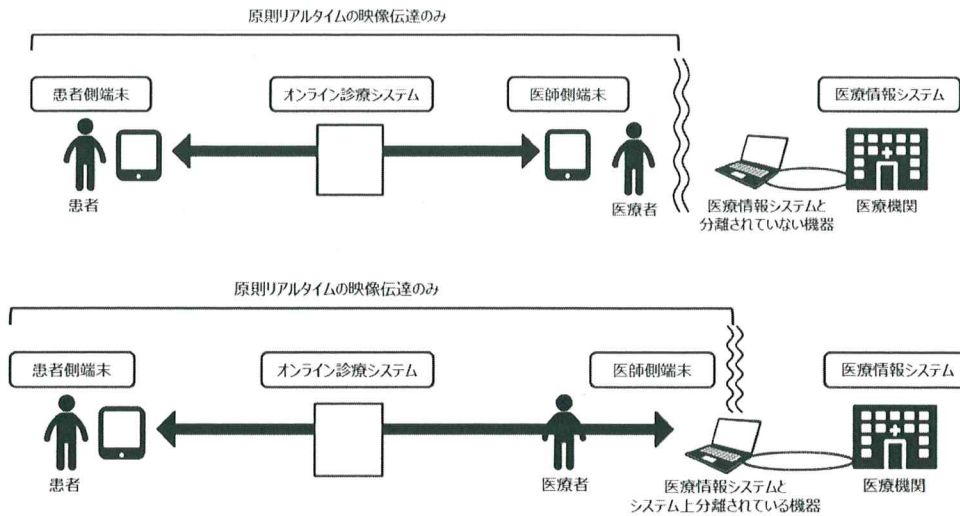 原則リアルタイムの映像伝達のみ
患者側端末
オンライン診療システム
医師側端末
医療情報システム
患者
医療者
医療情報システムと
分離されていない機器
医療機関
原則リアルタイムの映像伝達のみ
患者側端末
オンライン診療システム
医師側端末
医療情報システム
患者
医療者
医療情報システムと
システム上分離されている機器
医療機関